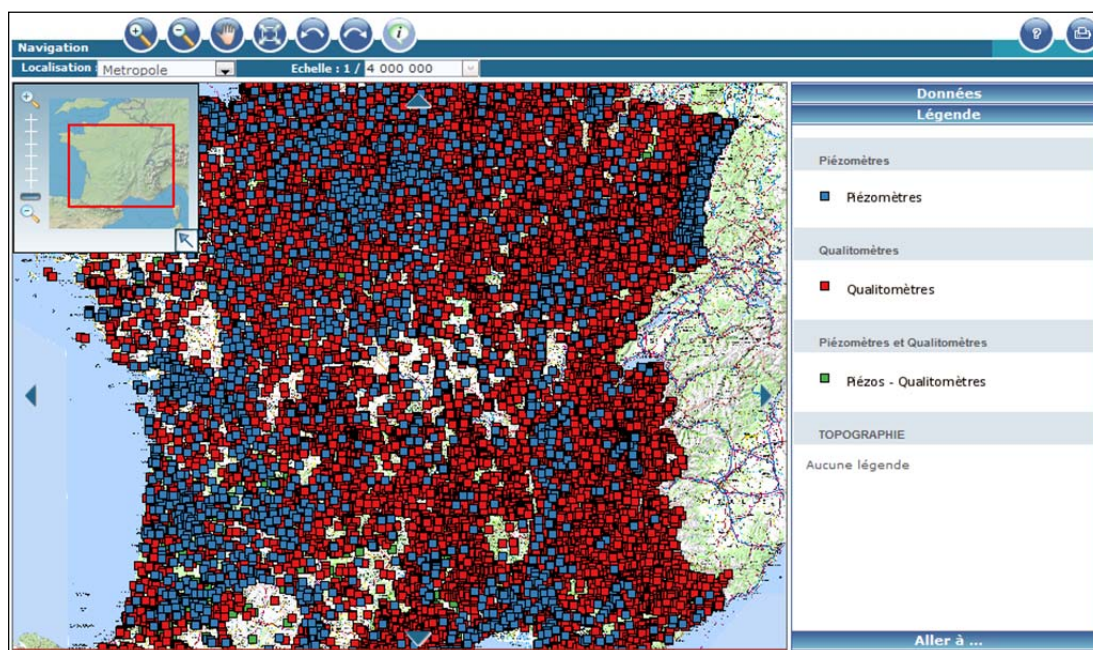 Navigation
Localisation : Metropole Echelle : 1 / 4 000 000
Données
Légende
Piézomètres
Piézomètres
Qualitomètres
Qualitomètres
Piézomètres et Qualitomètres
Piézos - Qualitomètres
TOPOGRAPHIE
Aucune légende
Aller à ...